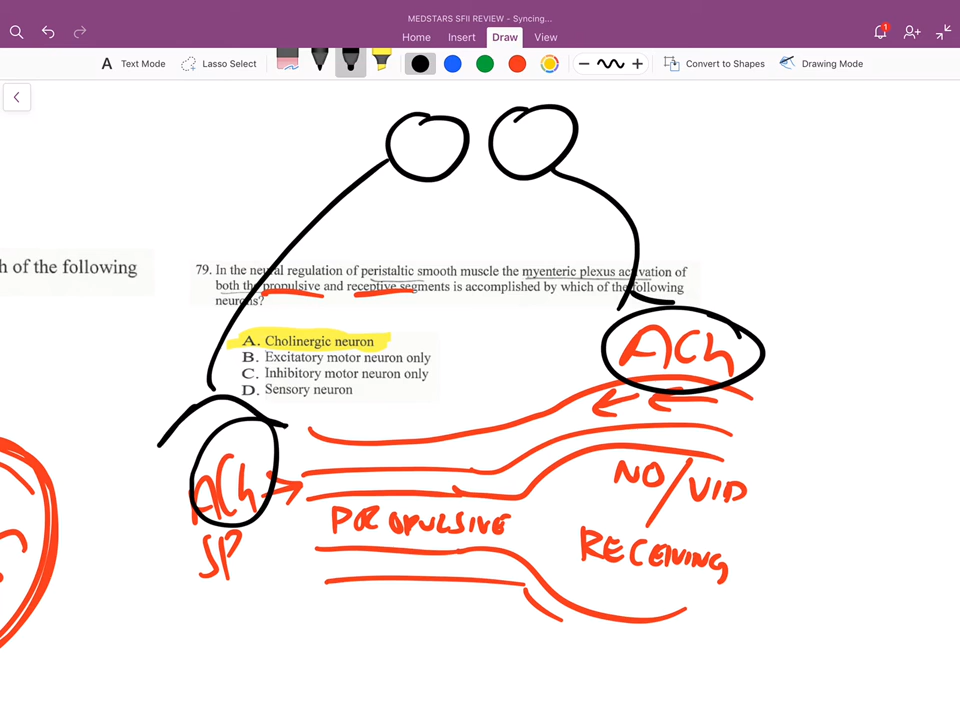 MEDSTARS SFII REVIEW - Syncing...
Home Insert Draw View
1
A Text Mode Lasso Select Convert to Shapes Drawing Mode
h of the following
79. In the neural regulation of peristaltic smooth muscle the myenteric plexus activation of
both the propulsive and receptive segments is accomplished by which of the following
neurons?
A. Cholinergic neuron
B. Excitatory motor neuron only
C. Inhibitory motor neuron only
D. Sensory neuron
ACh
ACh
SP
PROPULSIVE
NO/VIP
RECEIVING